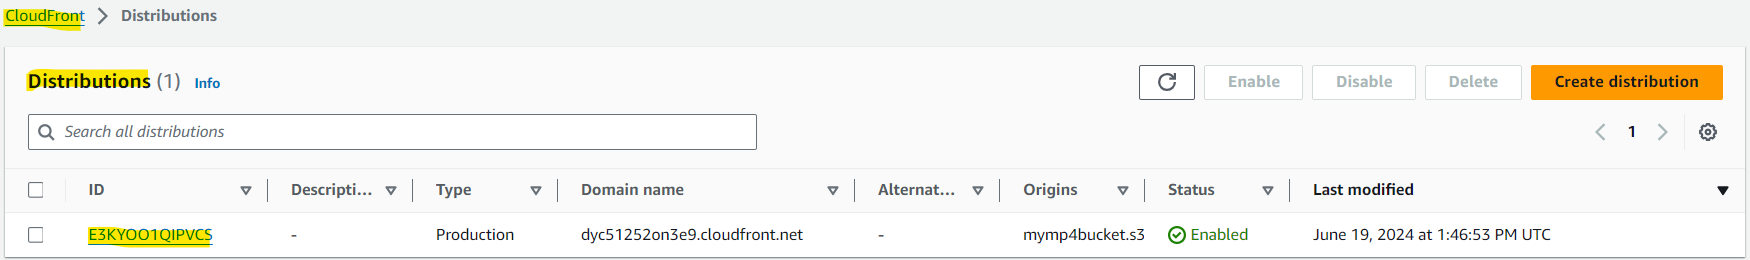 CloudFront > Distributions
Distributions (1) Info Enable Disable Delete Create distribution
Search all distributions 1
ID Descripti... Type Domain name Alternat... Origins Status Last modified
E3KYOO1QIPVCS - Production dyc51252on3e9.cloudfront.net - mymp4bucket.s3 Enabled June 19, 2024 at 1:46:53 PM UTC